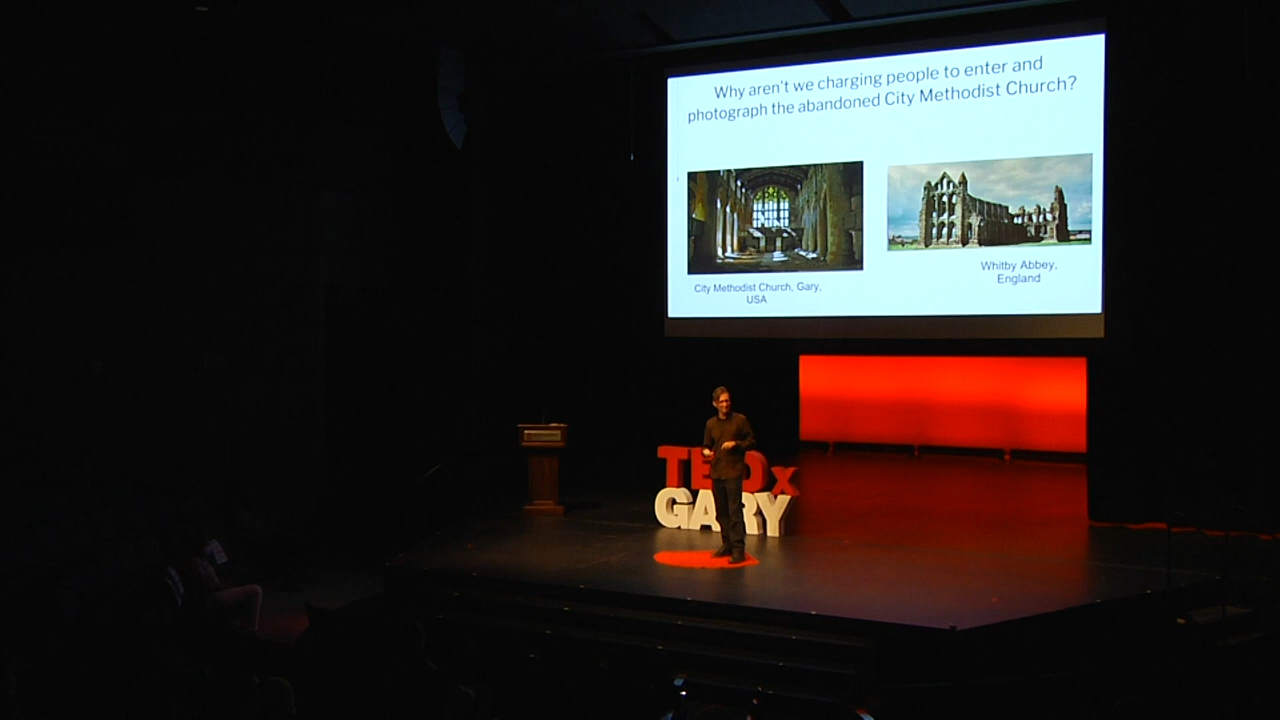 Why aren't we charging people to enter and
photograph the abandoned City Methodist Church?
City Methodist Church, Gary,
USA
Whitby Abbey,
England
TEDx
GARY